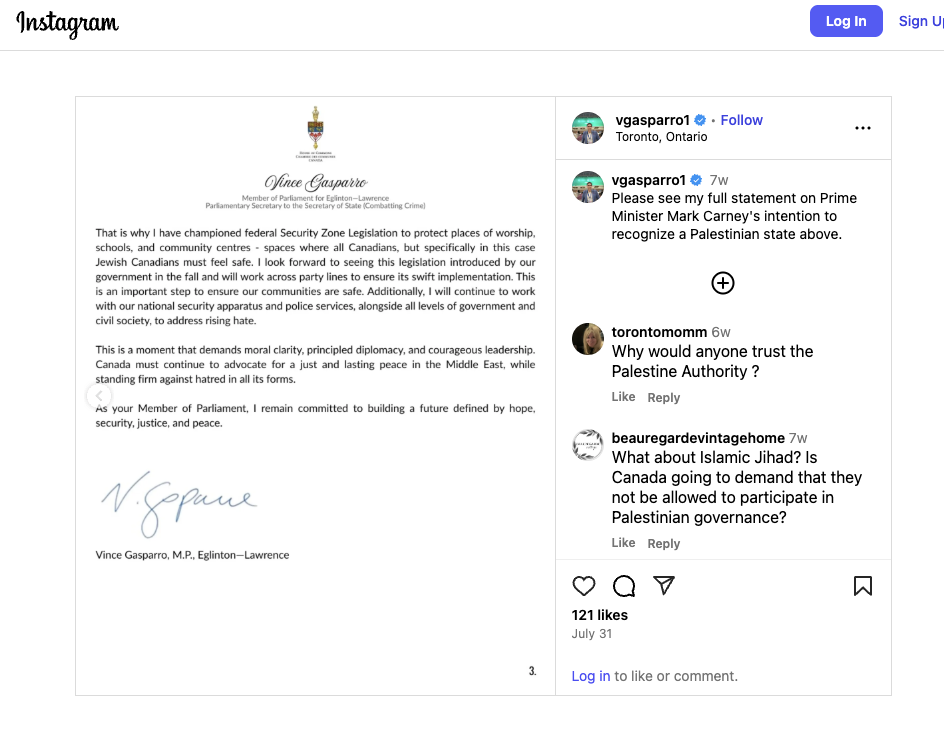 Instagram
Log In
Sign Up
HOUSE OF COMMONS
CHAMBRE DES COMMUNES
CANADA
Vince Gasparro
Member of Parliament for Eglinton—Lawrence
Parliamentary Secretary to the Secretary of State (Combatting Crime)
That is why I have championed federal Security Zone Legislation to protect places of worship,
schools, and community centres - spaces where all Canadians, but specifically in this case
Jewish Canadians must feel safe. I look forward to seeing this legislation introduced by our
government in the fall and will work across party lines to ensure its swift implementation. This
is an important step to ensure our communities are safe. Additionally, I will continue to work
with our national security apparatus and police services, alongside all levels of government and
civil society, to address rising hate.
This is a moment that demands moral clarity, principled diplomacy, and courageous leadership.
Canada must continue to advocate for a just and lasting peace in the Middle East, while
standing firm against hatred in all its forms.
As your Member of Parliament, I remain committed to building a future defined by hope,
security, justice, and peace.
V. Gasparro
Vince Gasparro, M.P., Eglinton—Lawrence
3.
vgasparro1 • Follow
Toronto, Ontario
vgasparro1 7w
Please see my full statement on Prime
Minister Mark Carney's intention to
recognize a Palestinian state above.
torontomomm 6w
Why would anyone trust the
Palestine Authority ?
Like Reply
beauregardevintagehome 7w
What about Islamic Jihad? Is
Canada going to demand that they
not be allowed to participate in
Palestinian governance?
Like Reply
121 likes
July 31
Log in to like or comment.